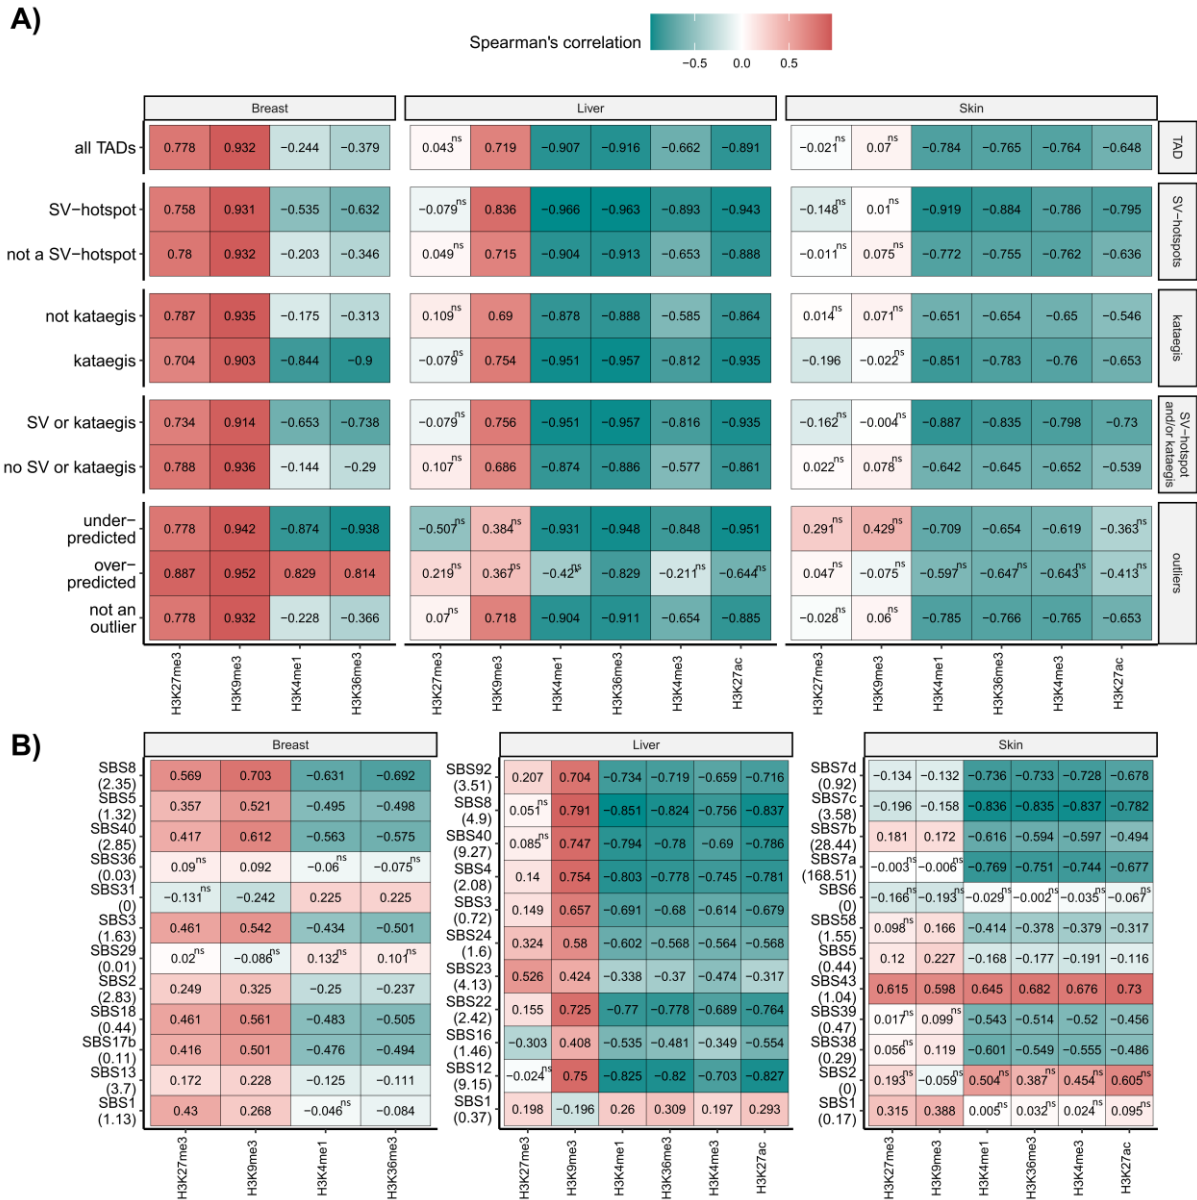 A)
Spearman's correlation
−0.5 0.0 0.5
Breast Liver Skin
all TADs 0.778 0.932 −0.244 −0.379 0.043ns 0.719 −0.907 −0.916 −0.662 −0.891 −0.021ns 0.07ns −0.784 −0.765 −0.764 −0.648 TAD
SV−hotspot 0.758 0.931 −0.535 −0.632 −0.079ns 0.836 −0.966 −0.963 −0.893 −0.943 −0.148ns 0.01ns −0.919 −0.884 −0.786 −0.795
not a SV−hotspot 0.78 0.932 −0.203 −0.346 0.049ns 0.715 −0.904 −0.913 −0.653 −0.888 −0.011ns 0.075ns −0.772 −0.755 −0.762 −0.636
SV−hotspots
not kataegis 0.787 0.935 −0.175 −0.313 0.109ns 0.69 −0.878 −0.888 −0.585 −0.864 0.014ns 0.071ns −0.651 −0.654 −0.65 −0.546
kataegis 0.704 0.903 −0.844 −0.9 −0.079ns 0.754 −0.951 −0.957 −0.812 −0.935 −0.196 −0.022ns −0.851 −0.783 −0.76 −0.653
kataegis
SV or kataegis 0.734 0.914 −0.653 −0.738 −0.079ns 0.756 −0.951 −0.957 −0.816 −0.935 −0.162ns −0.004ns −0.887 −0.835 −0.798 −0.73
no SV or kataegis 0.788 0.936 −0.144 −0.29 0.107ns 0.686 −0.874 −0.886 −0.577 −0.861 0.022ns 0.078ns −0.642 −0.645 −0.652 −0.539
SV−hotspot
and/or kataegis
under−
predicted 0.778 0.942 −0.874 −0.938 −0.507ns 0.384ns −0.931 −0.948 −0.848 −0.951 0.291ns 0.429ns −0.709 −0.654 −0.619 −0.363ns
over−
predicted 0.887 0.952 0.829 0.814 0.219ns 0.367ns −0.42ns −0.829 −0.211ns −0.644ns 0.047ns −0.075ns −0.597ns −0.647ns −0.643ns −0.413ns
not an
outlier 0.778 0.932 −0.228 −0.366 0.07ns 0.718 −0.904 −0.911 −0.654 −0.885 −0.028ns 0.06ns −0.785 −0.766 −0.765 −0.653
outliers
H3K27me3 H3K9me3 H3K4me1 H3K36me3 H3K27me3 H3K9me3 H3K4me1 H3K36me3 H3K4me3 H3K27ac H3K27me3 H3K9me3 H3K4me1 H3K36me3 H3K4me3 H3K27ac
B)
Breast
SBS8
(2.35) 0.569 0.703 −0.631 −0.692
SBS5
(1.32) 0.357 0.521 −0.495 −0.498
SBS40
(2.85) 0.417 0.612 −0.563 −0.575
SBS36
(0.03) 0.09ns 0.092 −0.06ns −0.075ns
SBS31
(0) −0.131ns −0.242 0.225 0.225
SBS3
(1.63) 0.461 0.542 −0.434 −0.501
SBS29
(0.01) 0.02ns −0.086ns 0.132ns 0.101ns
SBS2
(2.83) 0.249 0.325 −0.25 −0.237
SBS18
(0.44) 0.461 0.561 −0.483 −0.505
SBS17b
(0.11) 0.416 0.501 −0.476 −0.494
SBS13
(3.7) 0.172 0.228 −0.125 −0.111
SBS1
(1.13) 0.43 0.268 −0.046ns −0.084
H3K27me3 H3K9me3 H3K4me1 H3K36me3
Liver
SBS92
(3.51) 0.207 0.704 −0.734 −0.719 −0.659 −0.716
SBS8
(4.9) 0.051ns 0.791 −0.851 −0.824 −0.756 −0.837
SBS40
(9.27) 0.085ns 0.747 −0.794 −0.78 −0.69 −0.786
SBS4
(2.08) 0.14 0.754 −0.803 −0.778 −0.745 −0.781
SBS3
(0.72) 0.149 0.657 −0.691 −0.68 −0.614 −0.679
SBS24
(1.6) 0.324 0.58 −0.602 −0.568 −0.564 −0.568
SBS23
(4.13) 0.526 0.424 −0.338 −0.37 −0.474 −0.317
SBS22
(2.42) 0.155 0.725 −0.77 −0.778 −0.689 −0.764
SBS16
(1.46) −0.303 0.408 −0.535 −0.481 −0.349 −0.554
SBS12
(9.15) −0.024ns 0.75 −0.825 −0.82 −0.703 −0.827
SBS1
(0.37) 0.198 −0.196 0.26 0.309 0.197 0.293
H3K27me3 H3K9me3 H3K4me1 H3K36me3 H3K4me3 H3K27ac
Skin
SBS7d
(0.92) −0.134 −0.132 −0.736 −0.733 −0.728 −0.678
SBS7c
(3.58) −0.196 −0.158 −0.836 −0.835 −0.837 −0.782
SBS7b
(28.44) 0.181 0.172 −0.616 −0.594 −0.597 −0.494
SBS7a
(168.51) −0.003ns −0.006ns −0.769 −0.751 −0.744 −0.677
SBS6
(0) −0.166ns −0.193ns −0.029ns −0.002ns −0.035ns −0.067ns
SBS58
(1.55) 0.098ns 0.166 −0.414 −0.378 −0.379 −0.317
SBS5
(0.44) 0.12 0.227 −0.168 −0.177 −0.191 −0.116
SBS43
(1.04) 0.615 0.598 0.645 0.682 0.676 0.73
SBS39
(0.47) 0.017ns 0.099ns −0.543 −0.514 −0.52 −0.456
SBS38
(0.29) 0.056ns 0.119 −0.601 −0.549 −0.555 −0.486
SBS2
(0) 0.193ns −0.059ns 0.504ns 0.387ns 0.454ns 0.605ns
SBS1
(0.17) 0.315 0.388 0.005ns 0.032ns 0.024ns 0.095ns
H3K27me3 H3K9me3 H3K4me1 H3K36me3 H3K4me3 H3K27ac